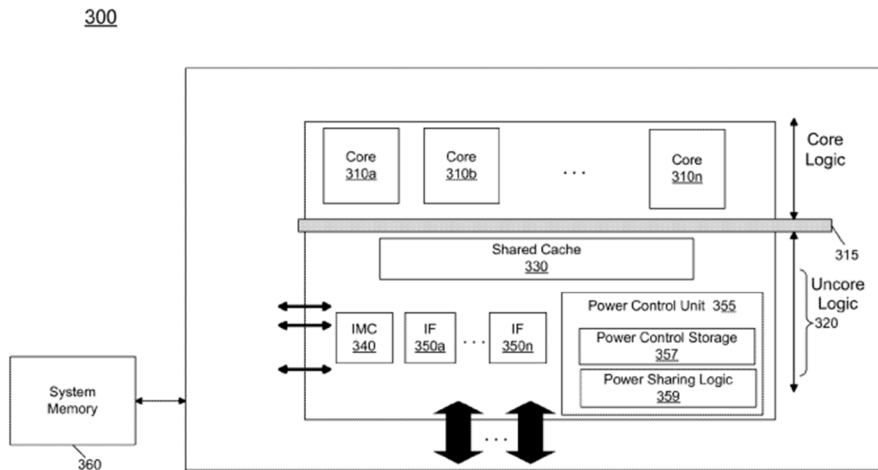 300
Core
310a
Core
310b
...
Core
310n
Core
Logic
315
Shared Cache
330
Uncore
Logic
320
Power Control Unit 355
IMC
340
IF
350a
...
IF
350n
Power Control Storage
357
Power Sharing Logic
359
System
Memory
360
...